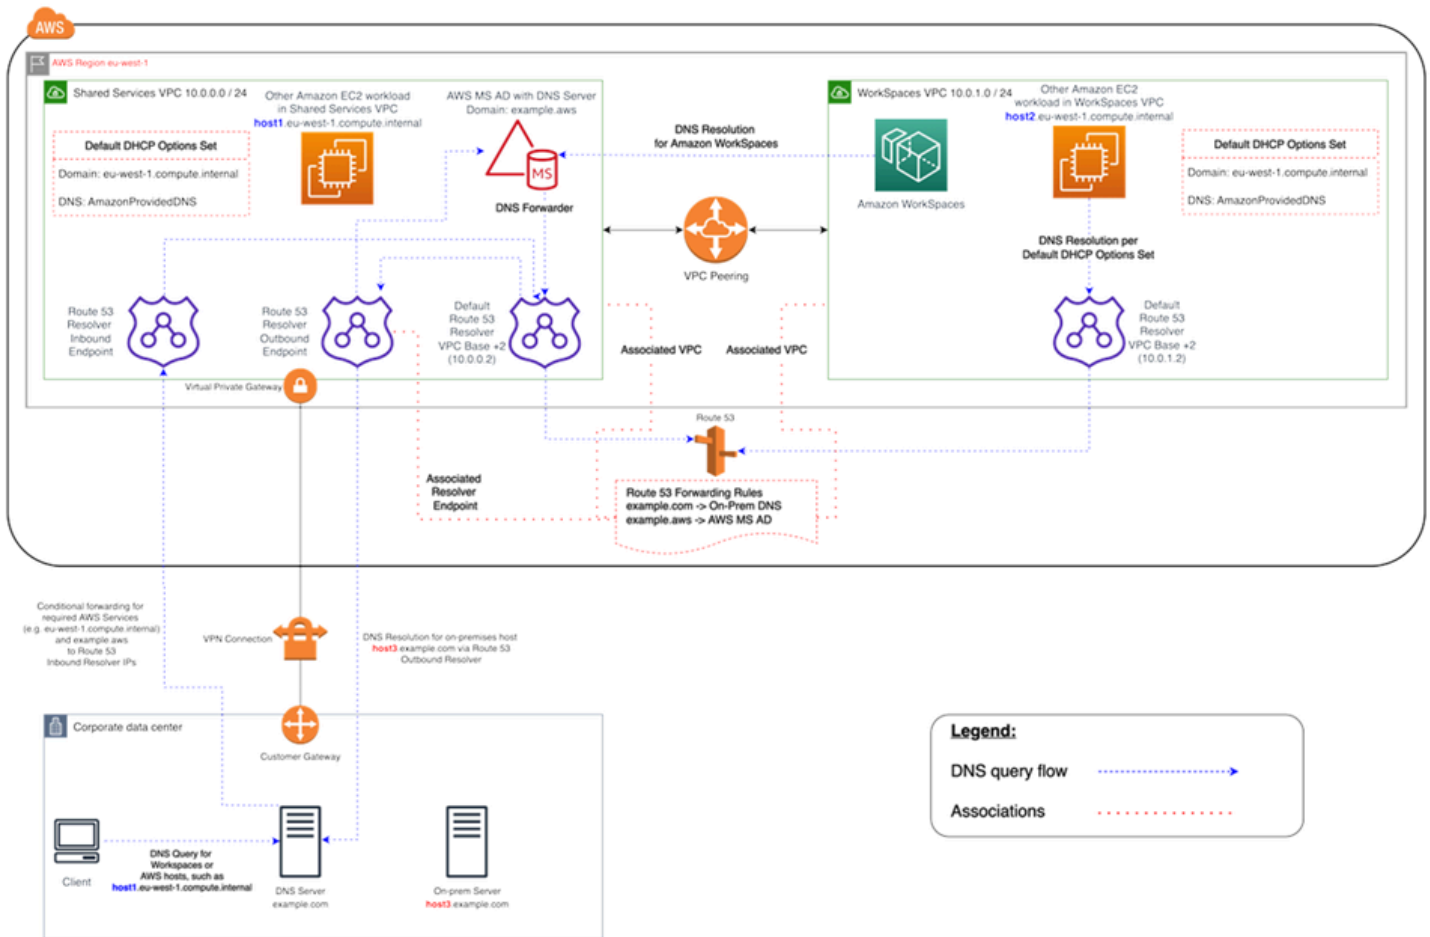 AWS
AWS Region eu-west-1
Shared Services VPC 10.0.0.0 / 24
Default DHCP Options Set
Domain: eu-west-1.compute.internal
DNS: AmazonProvidedDNS
Other Amazon EC2 workload
in Shared Services VPC
host1.eu-west-1.compute.internal
AWS MS AD with DNS Server
Domain: example.aws
MS
DNS Forwarder
DNS Resolution
for Amazon WorkSpaces
VPC Peering
WorkSpaces VPC 10.0.1.0 / 24
Amazon WorkSpaces
Other Amazon EC2
workload in WorkSpaces VPC
host2.eu-west-1.compute.internal
Default DHCP Options Set
Domain: eu-west-1.compute.internal
DNS: AmazonProvidedDNS
DNS Resolution per
Default DHCP Options Set
Route 53
Resolver
Inbound
Endpoint
Route 53
Resolver
Outbound
Endpoint
Default
Route 53
Resolver
VPC Base +2
(10.0.0.2)
Default
Route 53
Resolver
VPC Base +2
(10.0.1.2)
Associated VPC
Associated VPC
Virtual Private Gateway
Route 53
Associated
Resolver
Endpoint
Route 53 Forwarding Rules
example.com -> On-Prem DNS
example.aws -> AWS MS AD
Conditional forwarding for
required AWS Services
(e.g. eu-west-1.compute.internal)
and example.aws
to Route 53
Inbound Resolver IPs
VPN Connection
DNS Resolution for on-premises host
host3.example.com via Route 53
Outbound Resolver
Corporate data center
Customer Gateway
Client
DNS Query for
Workspaces or
AWS hosts, such as
host1.eu-west-1.compute.internal
DNS Server
example.com
On-prem Server
host3.example.com
Legend:
DNS query flow
Associations